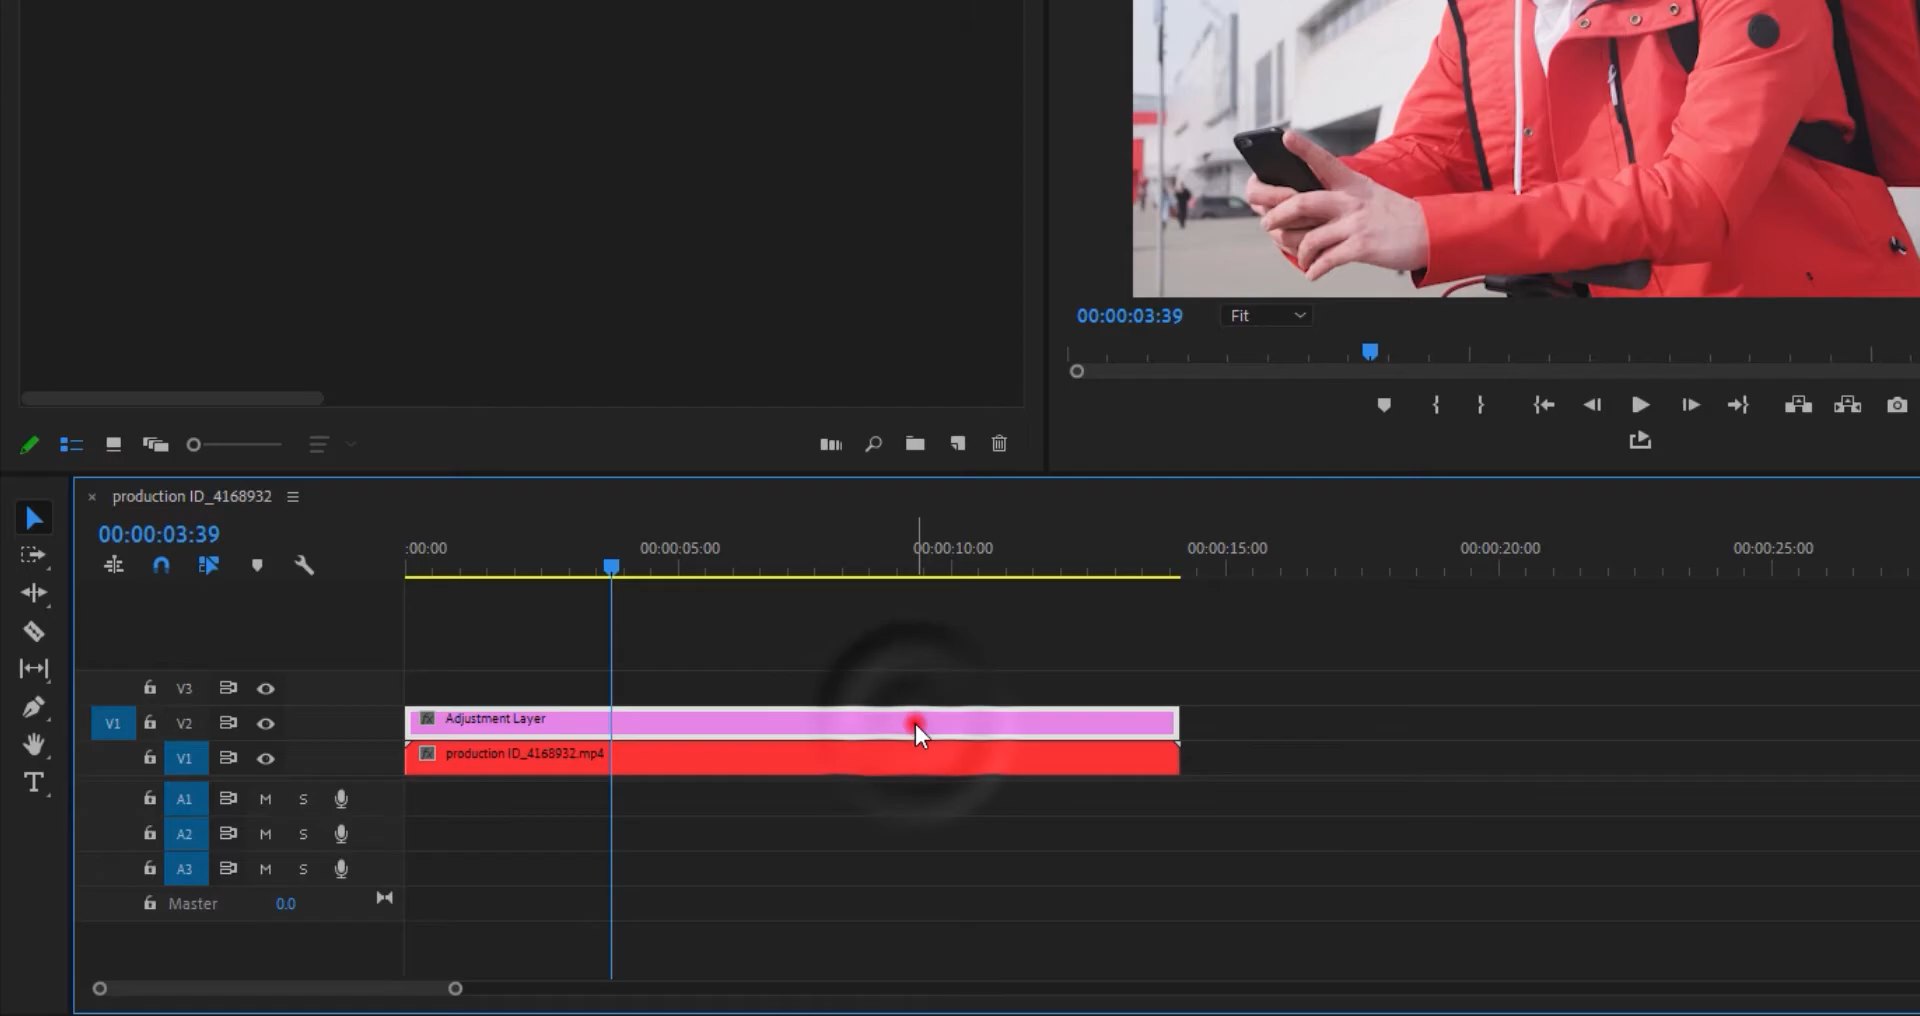 00:00:03:39
Fit
production ID_4168932
00:00:03:39
:00:00
00:00:05:00
00:00:10:00
00:00:15:00
00:00:20:00
00:00:25:00
V3
V1 V2
fx Adjustment Layer
V1
fx production ID_4168932.mp4
A1 M S
A2 M S
A3 M S
Master 0.0